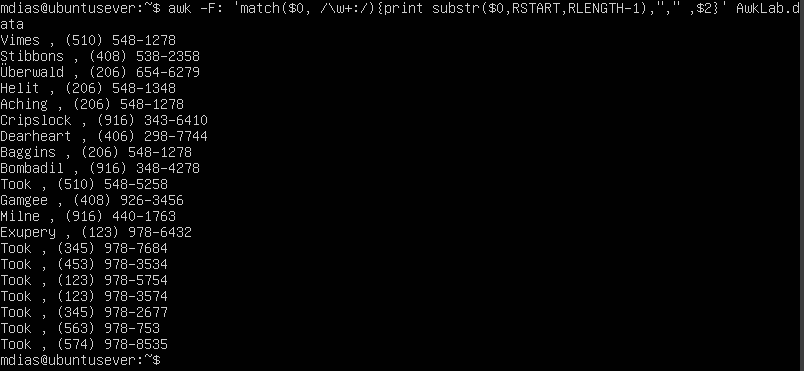 mdias@ubuntusever:~$ awk -F: 'match($0, /\w+:/){print substr($0,RSTART,RLENGTH-1),"," ,$2}' AwkLab.d
ata
Vimes , (510) 548-1278
Stibbons , (408) 538-2358
Überwald , (206) 654-6279
Helit , (206) 548-1348
Aching , (206) 548-1278
Cripslock , (916) 343-6410
Dearheart , (406) 298-7744
Baggins , (206) 548-1278
Bombadil , (916) 348-4278
Took , (510) 548-5258
Gamgee , (408) 926-3456
Milne , (916) 440-1763
Exupery , (123) 978-6432
Took , (345) 978-7684
Took , (453) 978-3534
Took , (123) 978-5754
Took , (123) 978-3574
Took , (345) 978-2677
Took , (563) 978-753
Took , (574) 978-8535
mdias@ubuntusever:~$